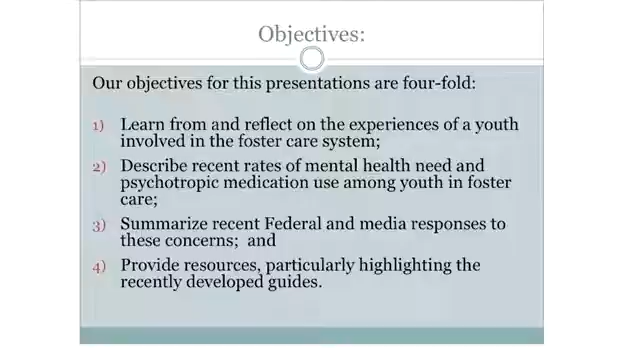 Objectives:
Our objectives for this presentations are four-fold:
1) Learn from and reflect on the experiences of a youth
involved in the foster care system;
2) Describe recent rates of mental health need and
psychotropic medication use among youth in foster
care;
3) Summarize recent Federal and media responses to
these concerns;  and
4) Provide resources, particularly highlighting the
recently developed guides.